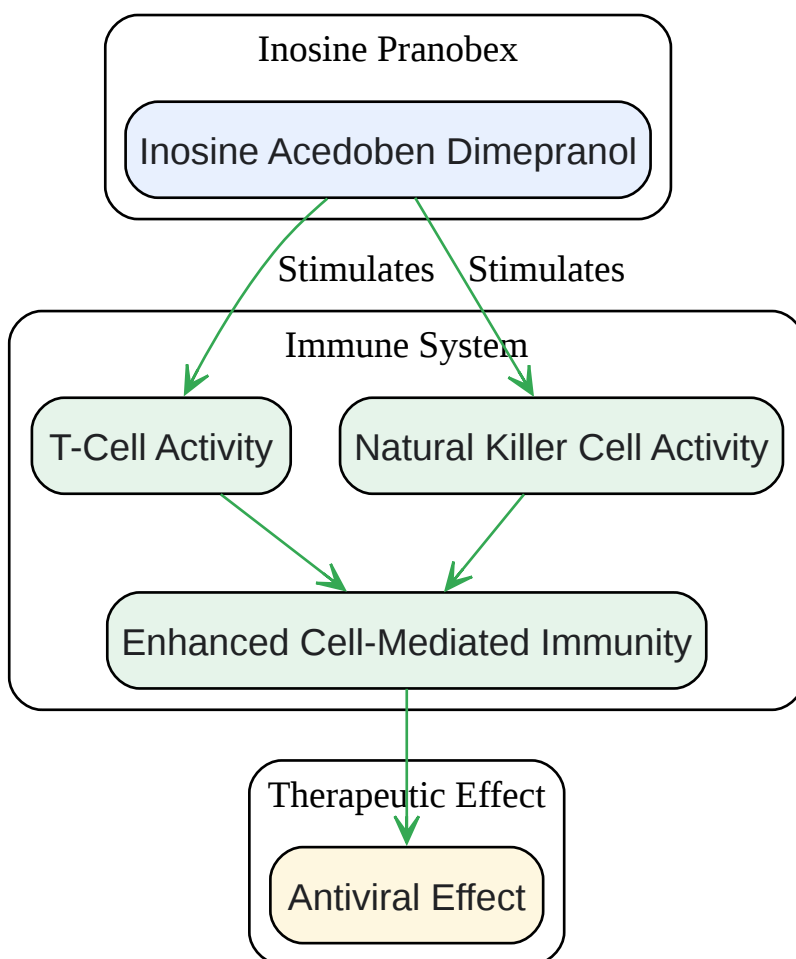 Inosine Pranobex
Inosine Acedoben Dimepranol
Stimulates
Stimulates
Immune System
T-Cell Activity
Natural Killer Cell Activity
Enhanced Cell-Mediated Immunity
Therapeutic Effect
Antiviral Effect